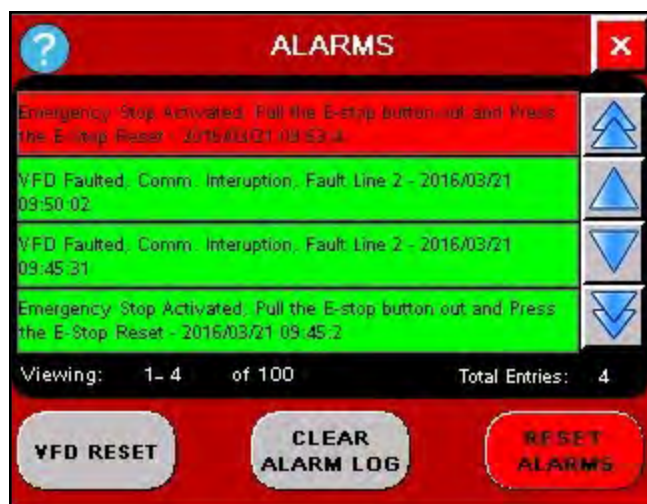 ?
ALARMS
X
Emergency Stop Activated, Pull the E-stop button out and Press
the E-Stop Reset - 2016/03/21 09:53:4
VFD Faulted, Comm. Interuption, Fault Line 2 - 2016/03/21
09:50:02
VFD Faulted, Comm. Interuption, Fault Line 2 - 2016/03/21
09:45:31
Emergency Stop Activated, Pull the E-stop button out and Press
the E-Stop Reset - 2016/03/21 09:45:2
Viewing: 1- 4 of 100 Total Entries: 4
VFD RESET
CLEAR
ALARM LOG
RESET
ALARMS